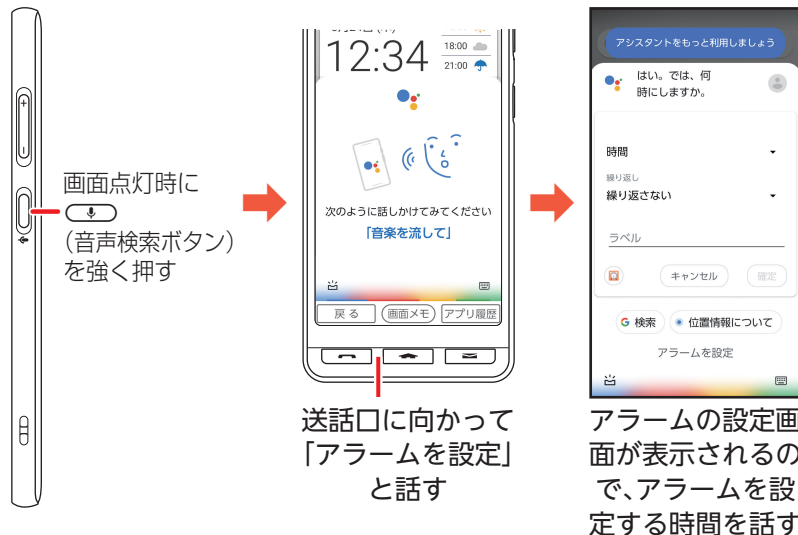 画面点灯時に
（音声検索ボタン）
を強く押す
12:34
18:00
21:00
次のように話しかけてみてください
「音楽を流して」
戻る
画面メモ
アプリ履歴
送話口に向かって
「アラームを設定」
と話す
アシスタントをもっと利用しましょう
はい。では、何
時にしますか。
時間
繰り返し
繰り返さない
ラベル
キャンセル
確定
検索
位置情報について
アラームを設定
アラームの設定画
面が表示されるの
で、アラームを設
定する時間を話す